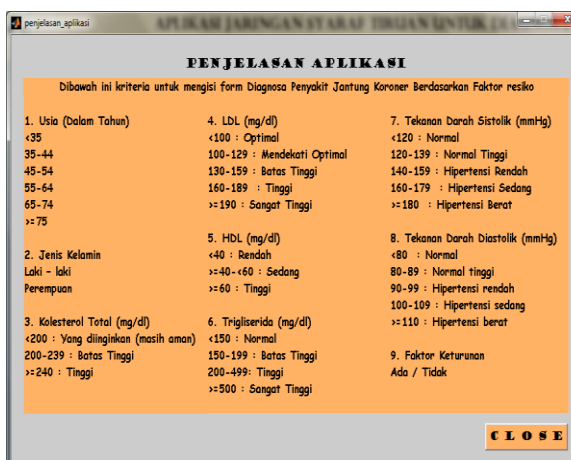 penjelasan_aplikasi
APLIKASI JARINGAN SYARAF TIRUAN UNTUK
PENJELASAN APLIKASI
Dibawah ini kriteria untuk mengisi form Diagnosa Penyakit Jantung Koroner Berdasarkan Faktor resiko
1. Usia (Dalam Tahun)
<35
35-44
45-54
55-64
65-74
>=75
2. Jenis Kelamin
Laki - laki
Perempuan
3. Kolesterol Total (mg/dl)
<200 : Yang diinginkan (masih aman)
200-239 : Batas Tinggi
>=240 : Tinggi
4. LDL (mg/dl)
<100 : Optimal
100-129 : Mendekati Optimal
130-159 : Batas Tinggi
160-189 : Tinggi
>=190 : Sangat Tinggi
5. HDL (mg/dl)
<40 : Rendah
>=40-<60 : Sedang
>=60 : Tinggi
6. Trigliserida (mg/dl)
<150 : Normal
150-199 : Batas Tinggi
200-499: Tinggi
>=500 : Sangat Tinggi
7. Tekanan Darah Sistolik (mmHg)
<120 : Normal
120-139 : Normal Tinggi
140-159 : Hipertensi Rendah
160-179 : Hipertensi Sedang
>=180 : Hipertensi Berat
8. Tekanan Darah Diastolik (mmHg)
<80 : Normal
80-89 : Normal tinggi
90-99 : Hipertensi rendah
100-109 : Hipertensi sedang
>=110 : Hipertensi berat
9. Faktor Keturunan
Ada / Tidak
CLOSE